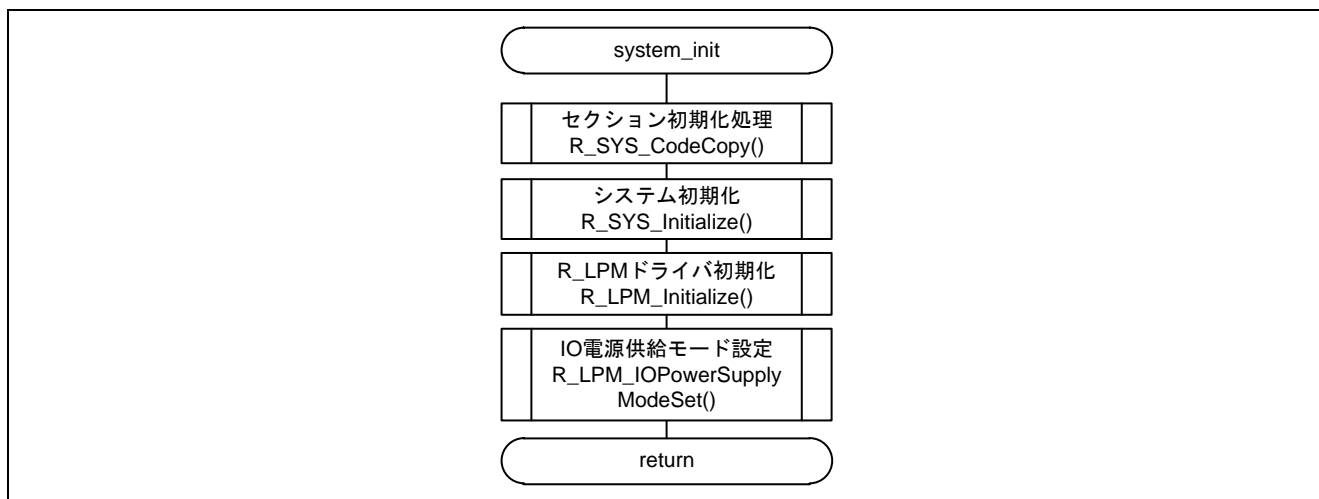 system_init
セクション初期化処理
R_SYS_CodeCopy()
システム初期化
R_SYS_Initialize()
R_LPMドライバ初期化
R_LPM_Initialize()
IO電源供給モード設定
R_LPM_IOPowerSupply
ModeSet()
return